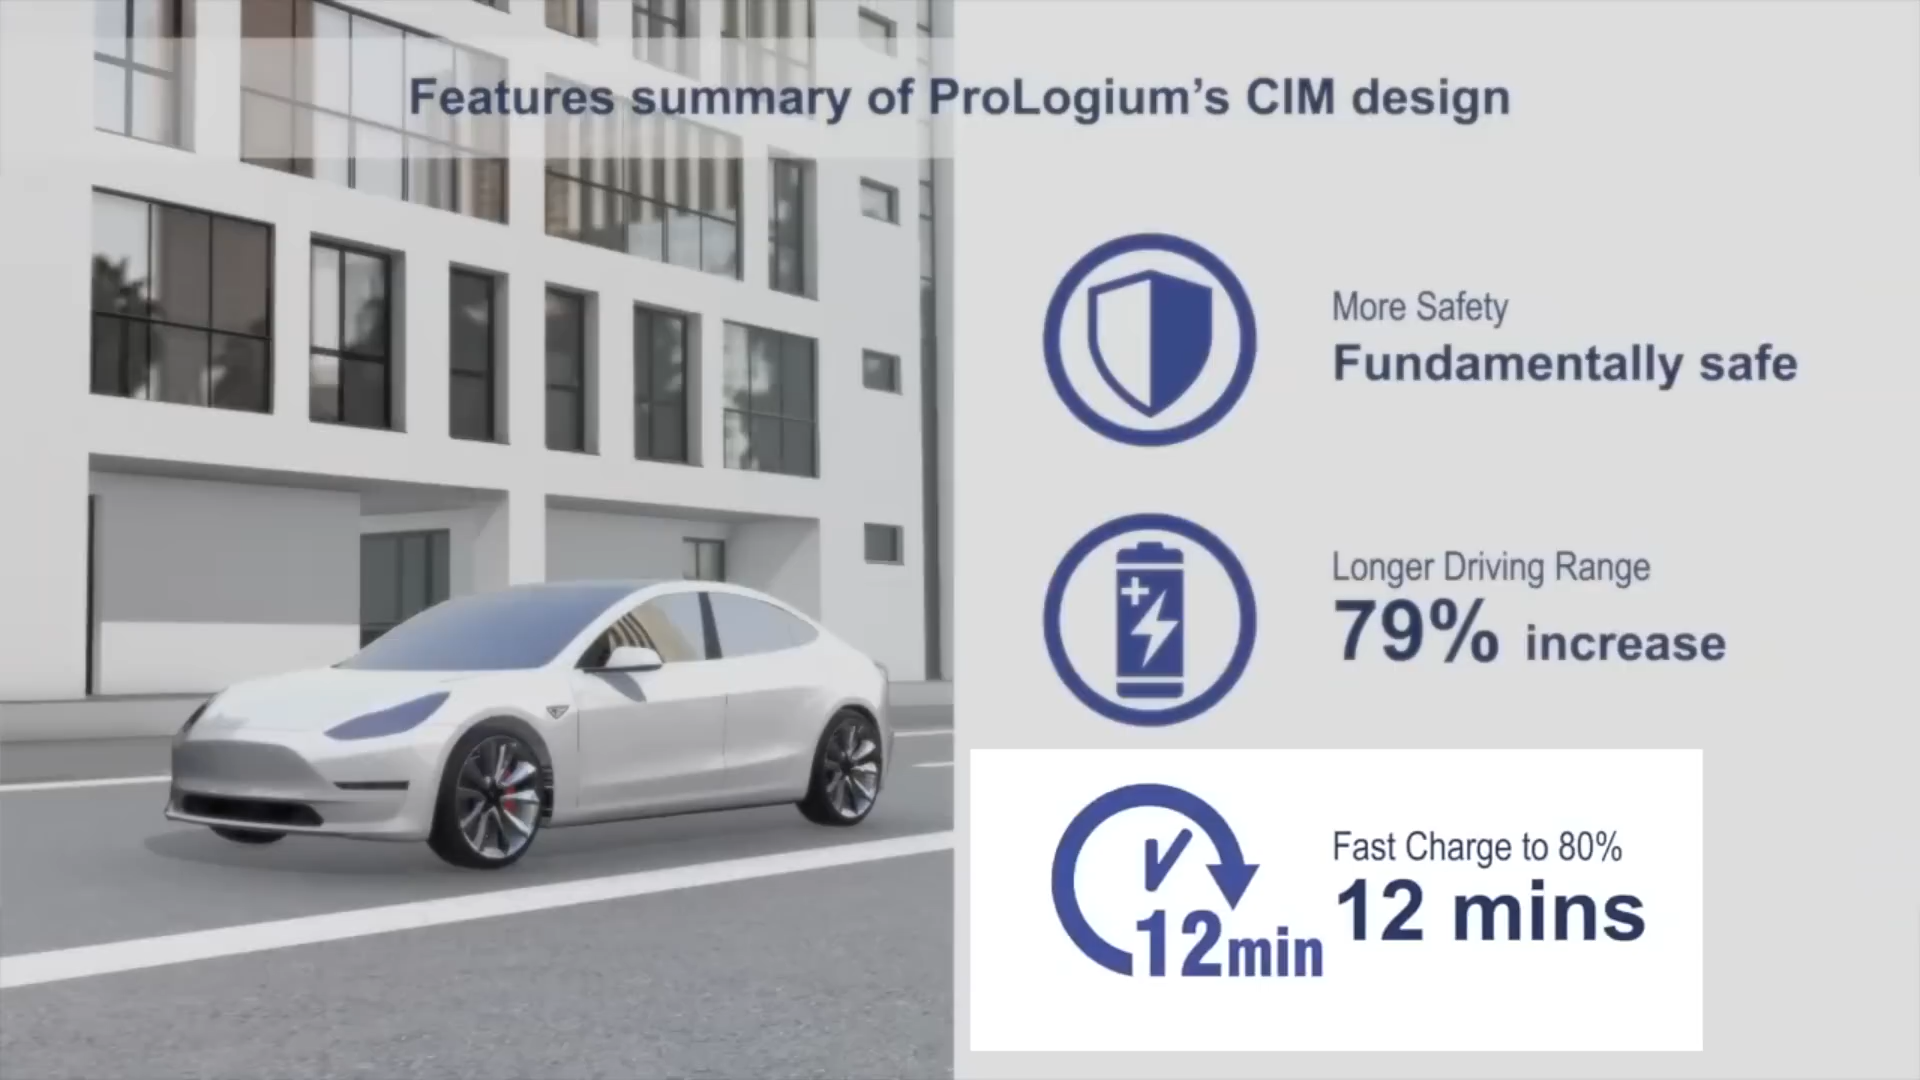 Features summary of ProLogium’s CIM design
More Safety
Fundamentally safe
Longer Driving Range
79% increase
Fast Charge to 80%
12 mins
12min